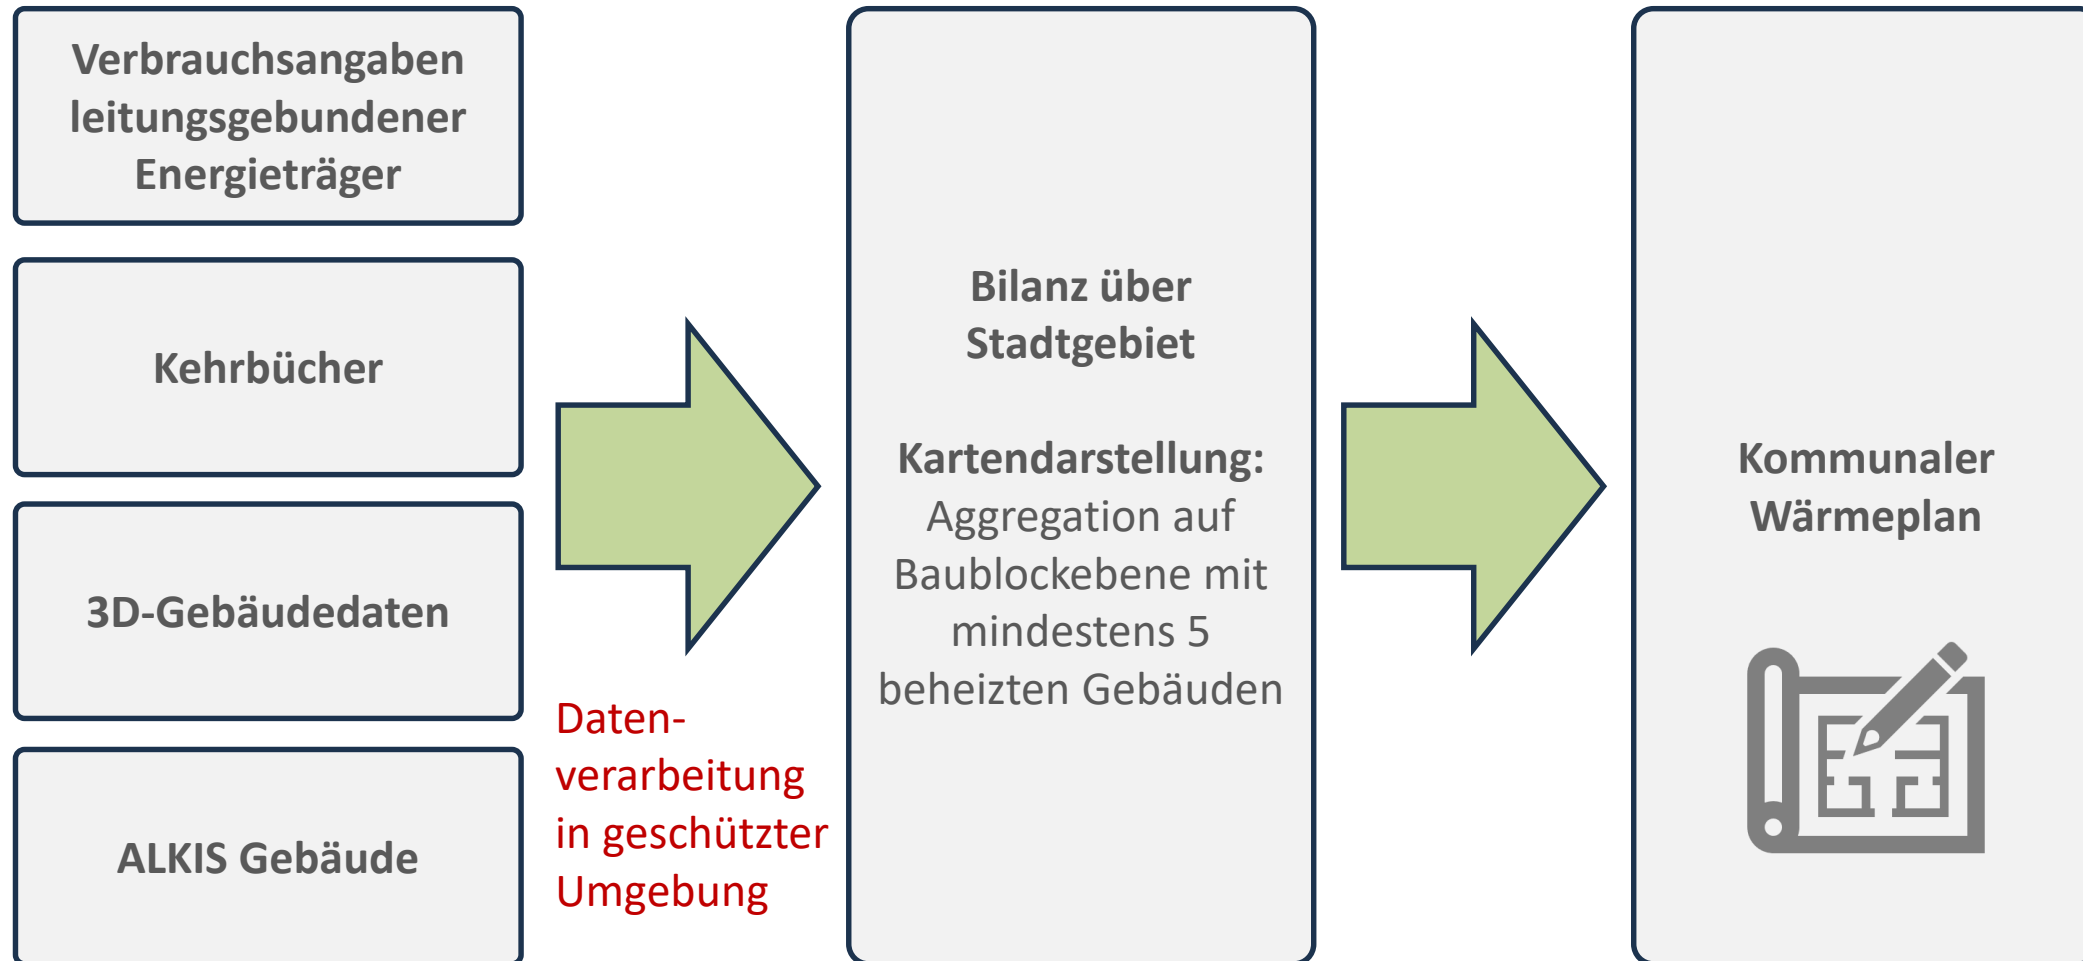 Verbrauchsangaben
leitungsgebundener
Energieträger
Kehrbücher
3D-Gebäudedaten
ALKIS Gebäude
Daten-
verarbeitung
in geschützter
Umgebung
Bilanz über
Stadtgebiet
Kartendarstellung:
Aggregation auf
Baublockebene mit
mindestens 5
beheizten Gebäuden
Kommunaler
Wärmeplan